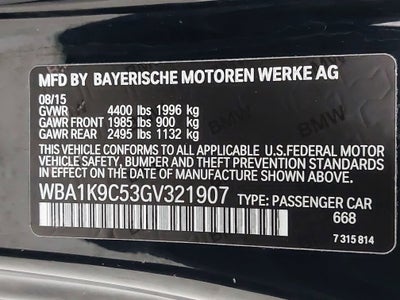 MFD BY BAYERISCHE MOTOREN WERKE AG
08/15
GVWR 4400 lbs 1996 kg
GAWR FRONT 1985 lbs 900 kg
GAWR REAR 2495 lbs 1132 kg
THIS VEHICLE CONFORMS TO ALL APPLICABLE U.S.FEDERAL MOTOR
VEHICLE SAFETY, BUMPER AND THEFT PREVENTION STANDARDS
IN EFFECT ON THE DATE OF MANUFACTURE SHOWN ABOVE.
WBA1K9C53GV321907 TYPE: PASSENGER CAR
668
7 315 814